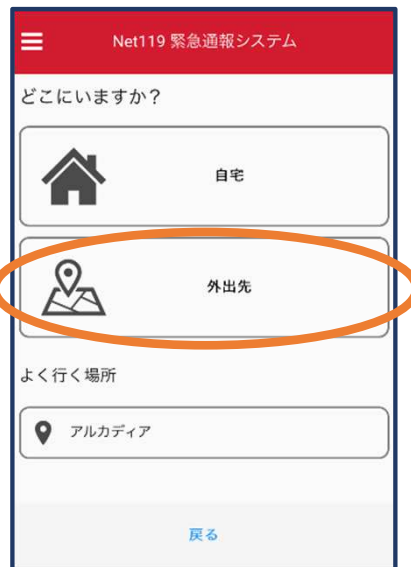 Net119 緊急通報システム
どこにいますか？
自宅
外出先
よく行く場所
アルカディア
戻る